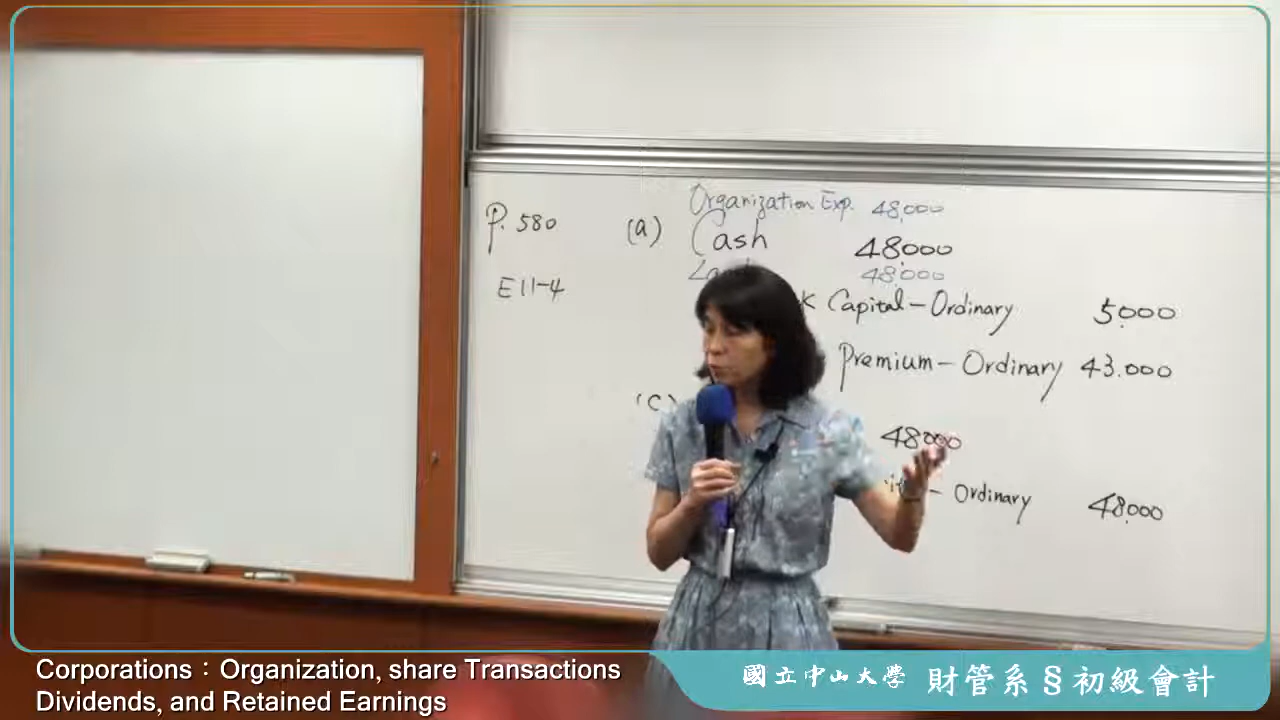 P. 580
E11-4
(a) Organization Exp. 48,000
Cash 48,000
48,000
Capital - Ordinary 5,000
Premium - Ordinary 43,000
(c) 48,000
- Ordinary 48,000
Corporations：Organization, share Transactions
Dividends, and Retained Earnings
國立中山大學 財管系§初級會計